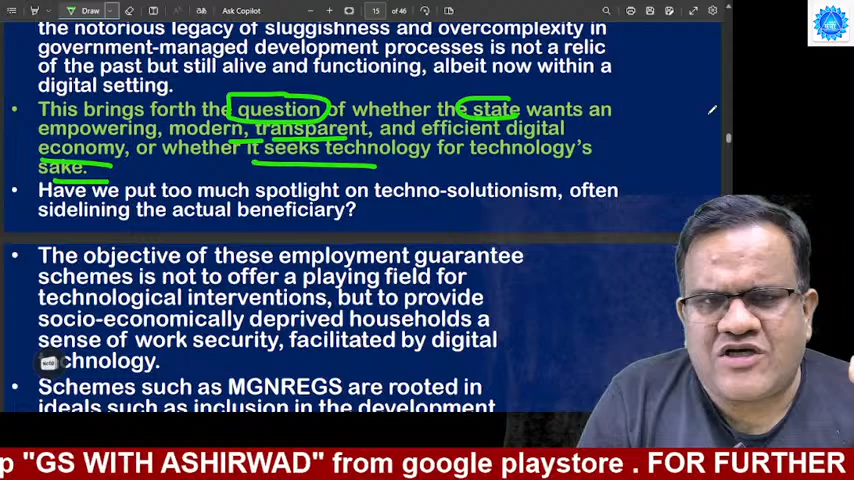 Draw
Ask Copilot
15
of 46
the notorious legacy of sluggishness and overcomplexity in
government-managed development processes is not a relic
of the past but still alive and functioning, albeit now within a
digital setting.
• This brings forth the question of whether the state wants an
empowering, modern, transparent, and efficient digital
economy, or whether it seeks technology for technology's
sake.
• Have we put too much spotlight on techno-solutionism, often
sidelining the actual beneficiary?
• The objective of these employment guarantee
schemes is not to offer a playing field for
technological interventions, but to provide
socio-economically deprived households a
sense of work security, facilitated by digital
technology.
• Schemes such as MGNREGS are rooted in
ideals such as inclusion in the development
p "GS WITH ASHIRWAD" from google playstore . FOR FURTHER